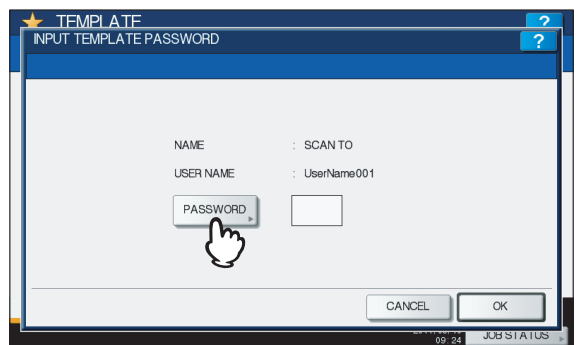 TEMPLATE ?
INPUT TEMPLATE PASSWORD ?
NAME : SCAN TO
USER NAME : UserName001
PASSWORD
CANCEL OK
09:24 JOB STATUS